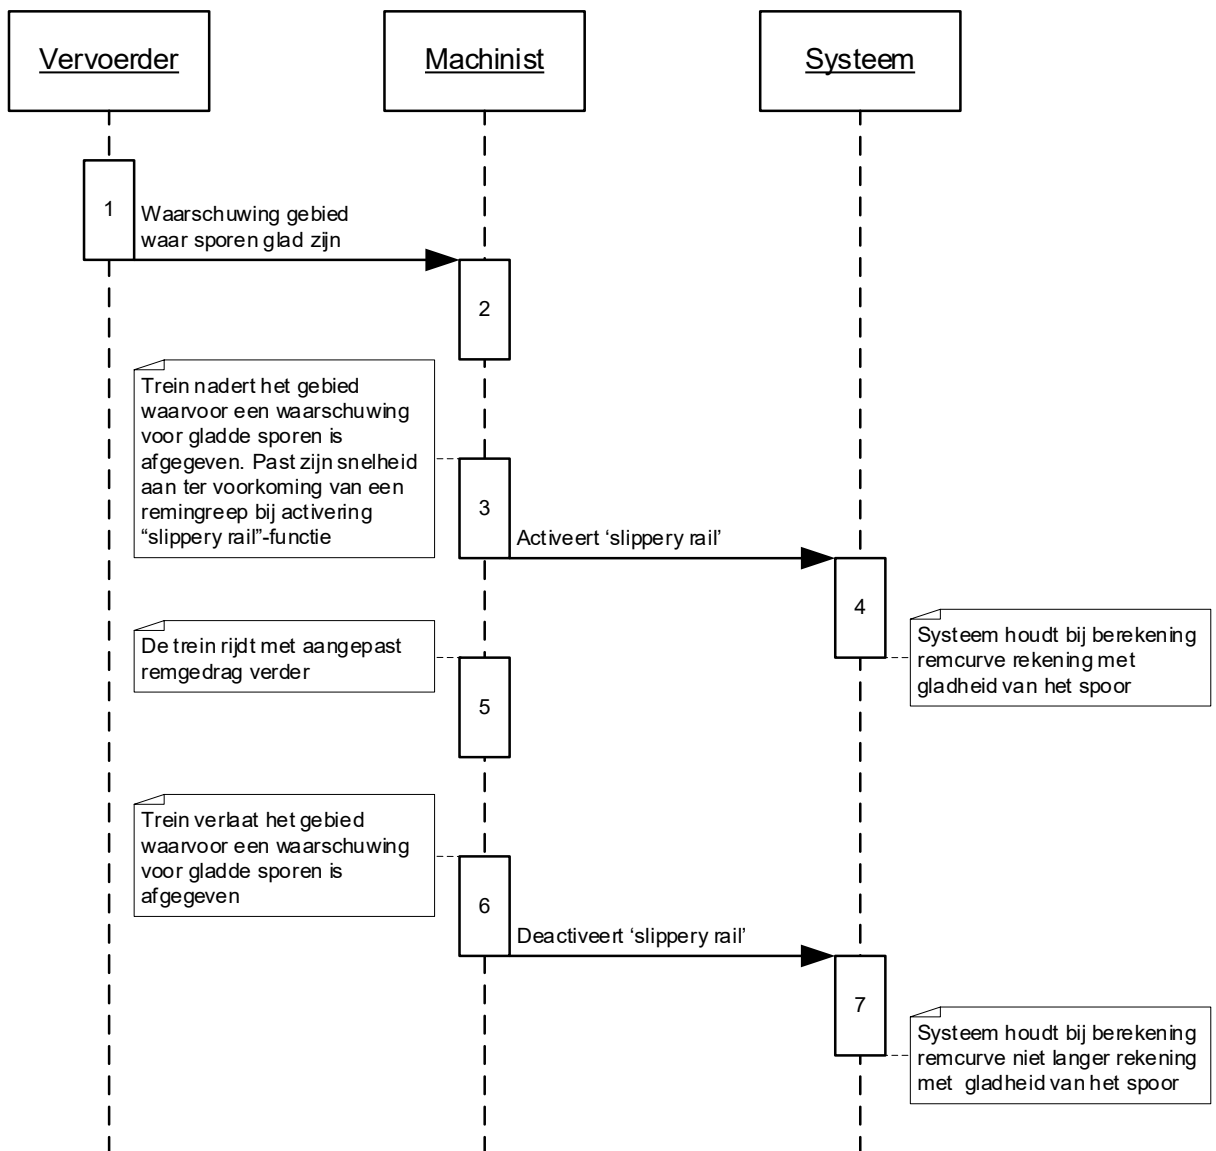 Vervoerder
Machinist
Systeem
1
Waarschuwing gebied
waar sporen glad zijn
2
Trein nadert het gebied
waarvoor een waarschuwing
voor gladde sporen is
afgegeven. Past zijn snelheid
aan ter voorkoming van een
remingreep bij activering
“slippery rail”-functie
3
Activeert ‘slippery rail’
4
Systeem houdt bij berekening
remcurve rekening met
gladheid van het spoor
De trein rijdt met aangepast
remgedrag verder
5
Trein verlaat het gebied
waarvoor een waarschuwing
voor gladde sporen is
afgegeven
6
Deactiveert ‘slippery rail’
7
Systeem houdt bij berekening
remcurve niet langer rekening
met gladheid van het spoor